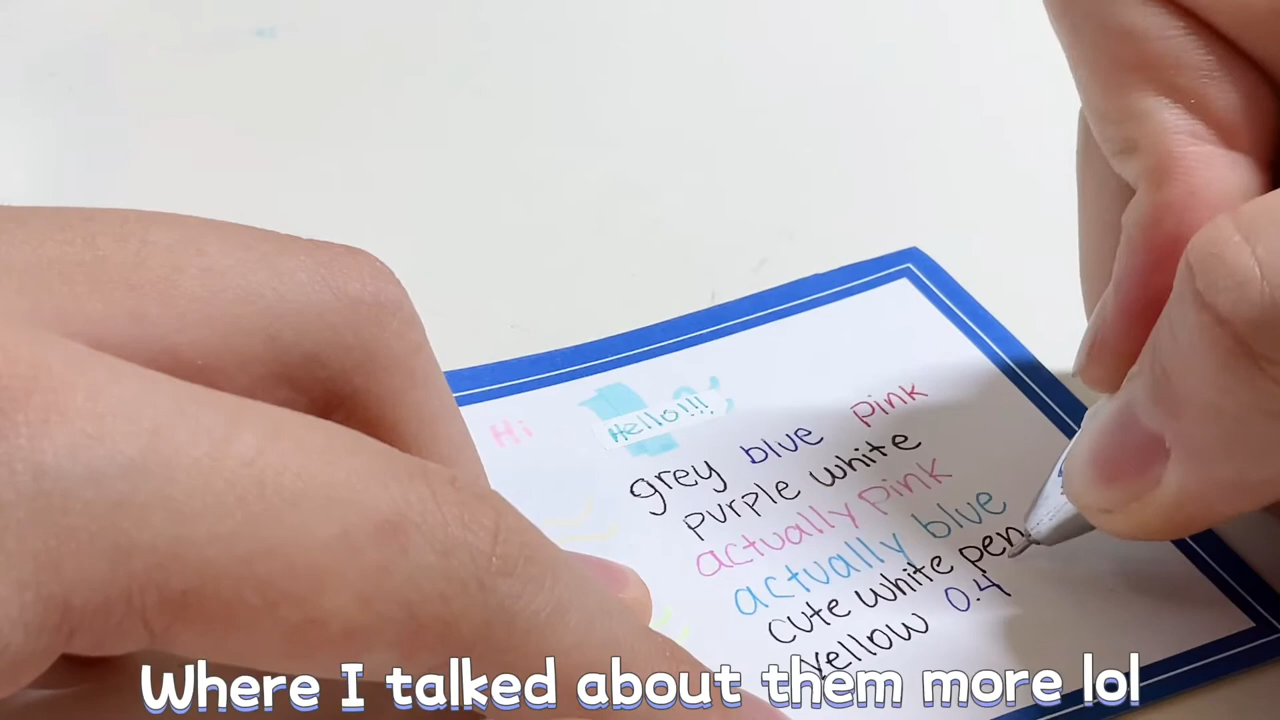 Hi
Hello!!!
grey blue pink
purple white
actually pink
actually blue
cute white pen
yellow 0.4
Where I talked about them more lol